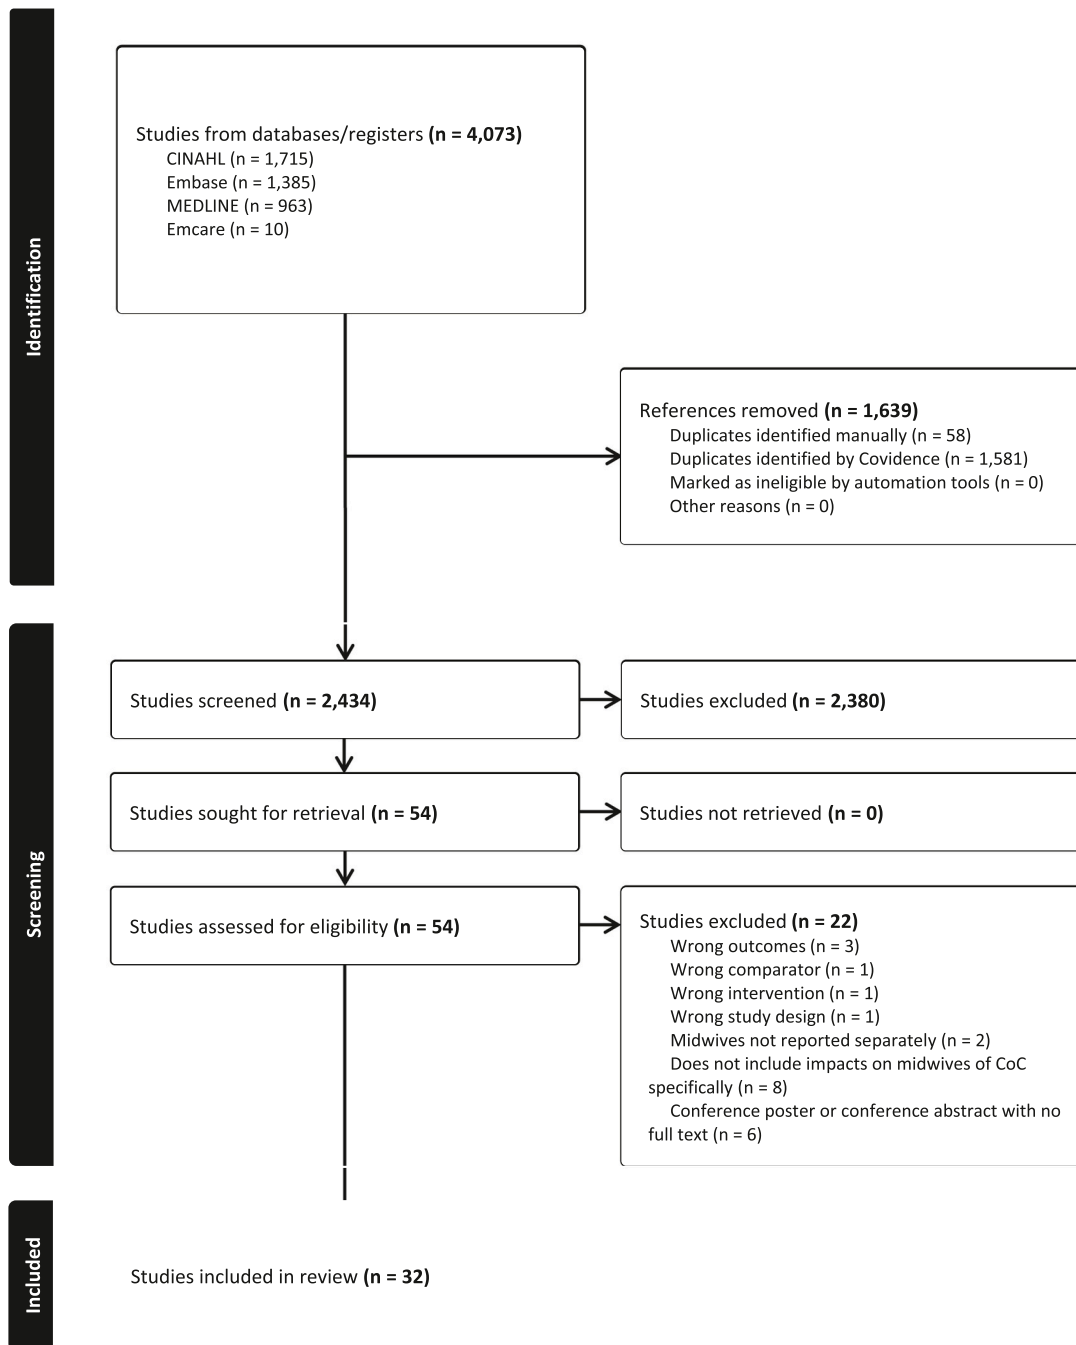 Identification
Studies from databases/registers (n = 4,073)
CINAHL (n = 1,715)
Embase (n = 1,385)
MEDLINE (n = 963)
Emcare (n = 10)
References removed (n = 1,639)
Duplicates identified manually (n = 58)
Duplicates identified by Covidence (n = 1,581)
Marked as ineligible by automation tools (n = 0)
Other reasons (n = 0)
Screening
Studies screened (n = 2,434)
Studies excluded (n = 2,380)
Studies sought for retrieval (n = 54)
Studies not retrieved (n = 0)
Studies assessed for eligibility (n = 54)
Studies excluded (n = 22)
Wrong outcomes (n = 3)
Wrong comparator (n = 1)
Wrong intervention (n = 1)
Wrong study design (n = 1)
Midwives not reported separately (n = 2)
Does not include impacts on midwives of CoC
specifically (n = 8)
Conference poster or conference abstract with no
full text (n = 6)
Included
Studies included in review (n = 32)